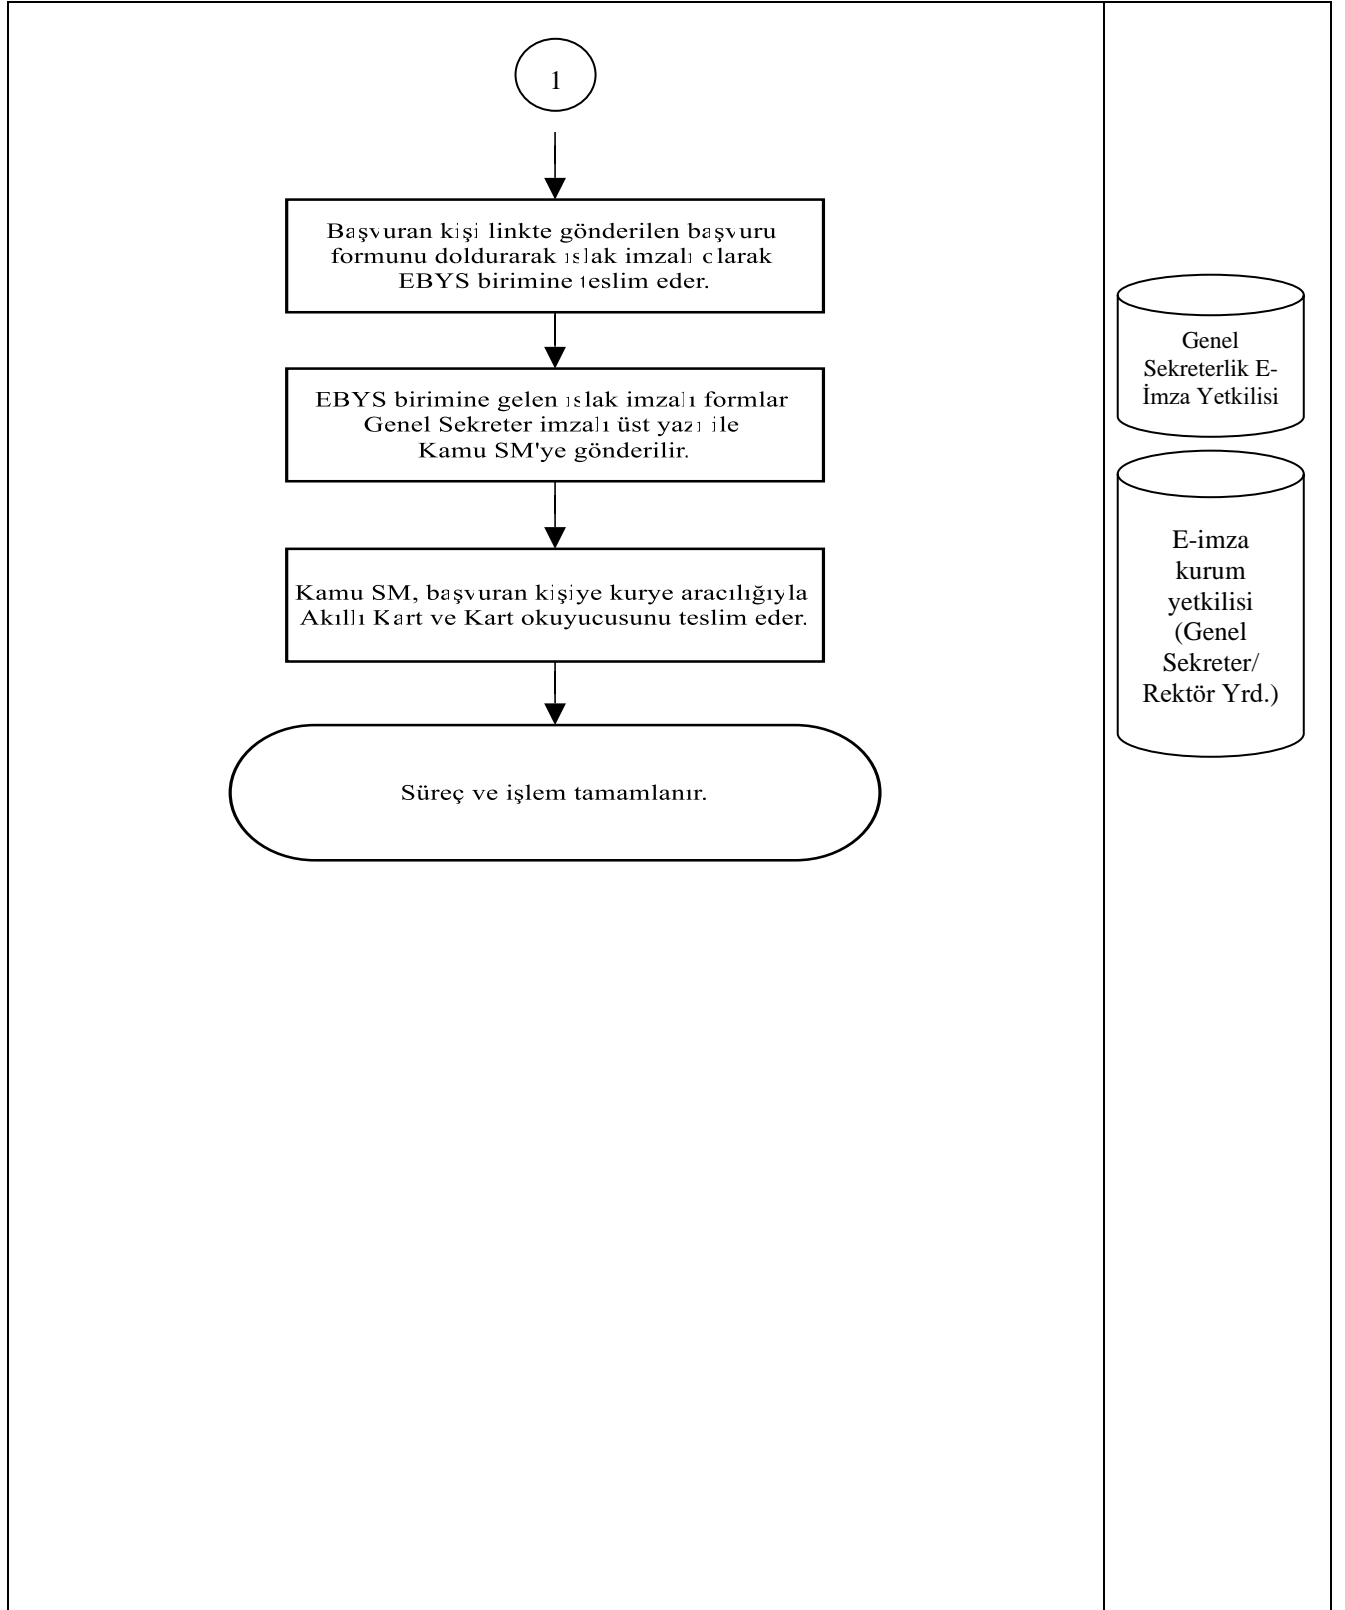 1
Başvuran kişi linkte gönderilen başvuru
formunu doldurarak ıslak imzalı olarak
EBYS birimine teslim eder.
EBYS birimine gelen ıslak imzalı formlar
Genel Sekreter imzalı üst yazı ile
Kamu SM'ye gönderilir.
Kamu SM, başvuran kişiye kurye aracılığıyla
Akıllı Kart ve Kart okuyucusunu teslim eder.
Süreç ve işlem tamamlanır.
Genel
Sekreterlik E-
İmza Yetkilisi
E-imza
kurum
yetkilisi
(Genel
Sekreter/
Rektör Yrd.)